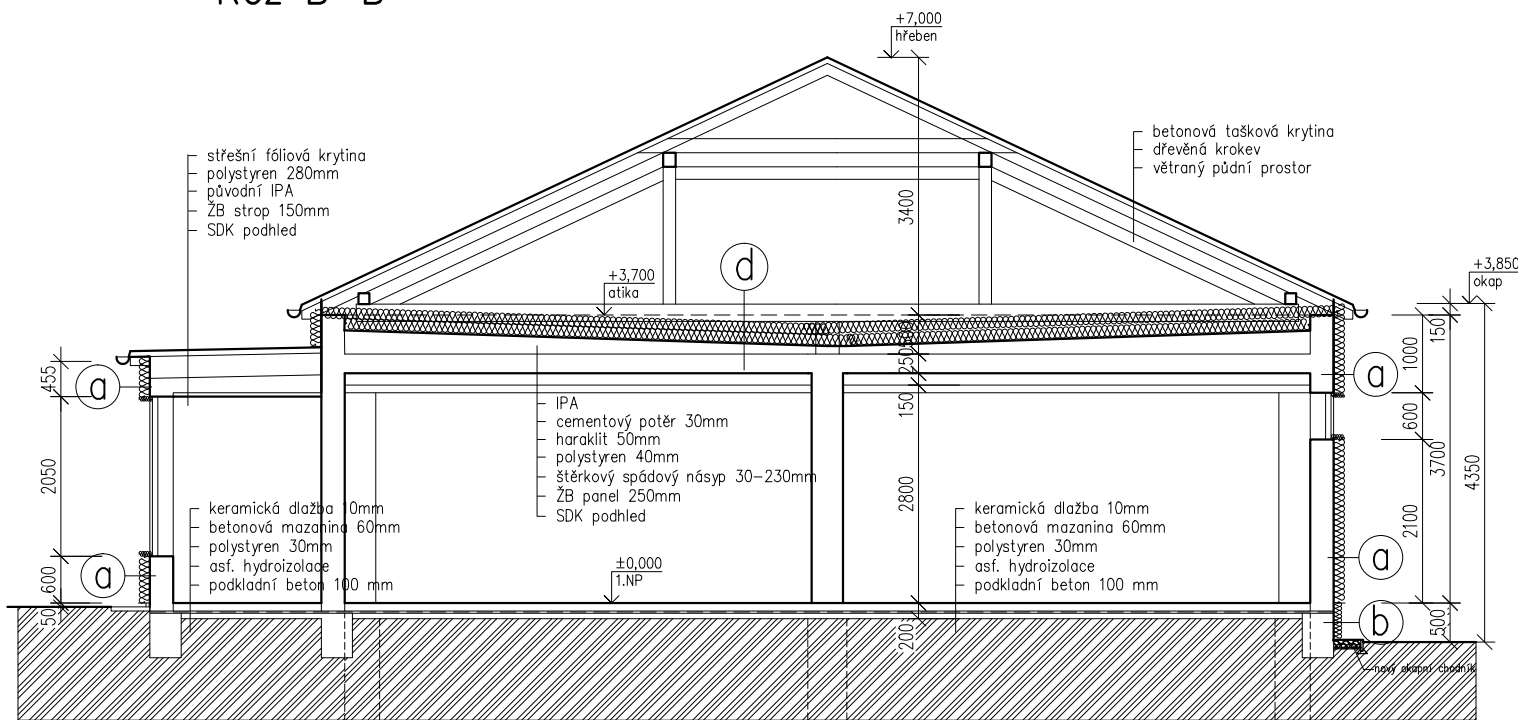 +7,000
hřeben
střešní fóliová krytina
polystyren 280mm
původní IPA
ŽB strop 150mm
SDK podhled
betonová tašková krytina
dřevěná krokev
větraný půdní prostor
3400
d
+3,700
atika
+3,850
okap
150
1000
a
455
a
250
150
600
3700
4350
2050
IPA
cementový potěr 30mm
haraklit 50mm
polystyren 40mm
štěrkový spádový násyp 30-230mm
ŽB panel 250mm
SDK podhled
2800
2100
keramická dlažba 10mm
betonová mazanina 60mm
polystyren 30mm
asf. hydroizolace
podkladní beton 100 mm
keramická dlažba 10mm
betonová mazanina 60mm
polystyren 30mm
asf. hydroizolace
podkladní beton 100 mm
a
a
600
±0,000
1.NP
50
200
b
500
nový okapní chodník